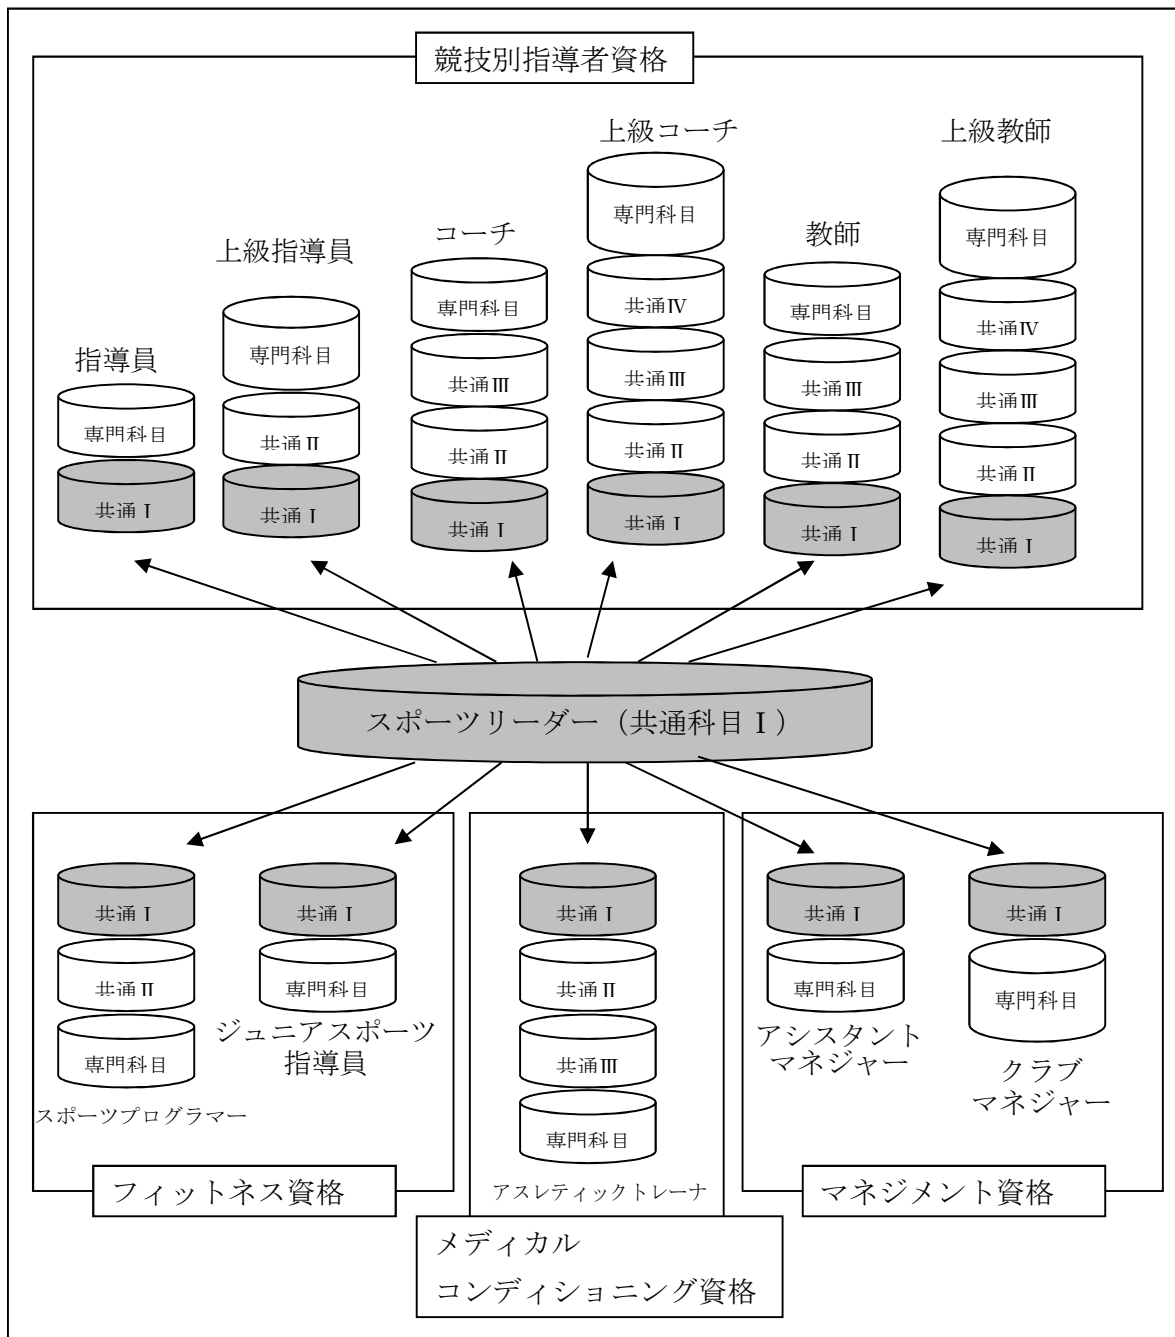 競技別指導者資格
指導員
専門科目
共通Ⅰ
上級指導員
専門科目
共通Ⅱ
共通Ⅰ
コーチ
専門科目
共通Ⅲ
共通Ⅱ
共通Ⅰ
上級コーチ
専門科目
共通Ⅳ
共通Ⅲ
共通Ⅱ
共通Ⅰ
教師
専門科目
共通Ⅲ
共通Ⅱ
共通Ⅰ
上級教師
専門科目
共通Ⅳ
共通Ⅲ
共通Ⅱ
共通Ⅰ
スポーツリーダー（共通科目Ⅰ）
共通Ⅰ
共通Ⅱ
専門科目
スポーツプログラマー
共通Ⅰ
専門科目
ジュニアスポーツ
指導員
フィットネス資格
共通Ⅰ
共通Ⅱ
共通Ⅲ
専門科目
アスレティックトレーナ
メディカル
コンディショニング資格
共通Ⅰ
専門科目
アシスタント
マネジャー
共通Ⅰ
専門科目
クラブ
マネジャー
マネジメント資格